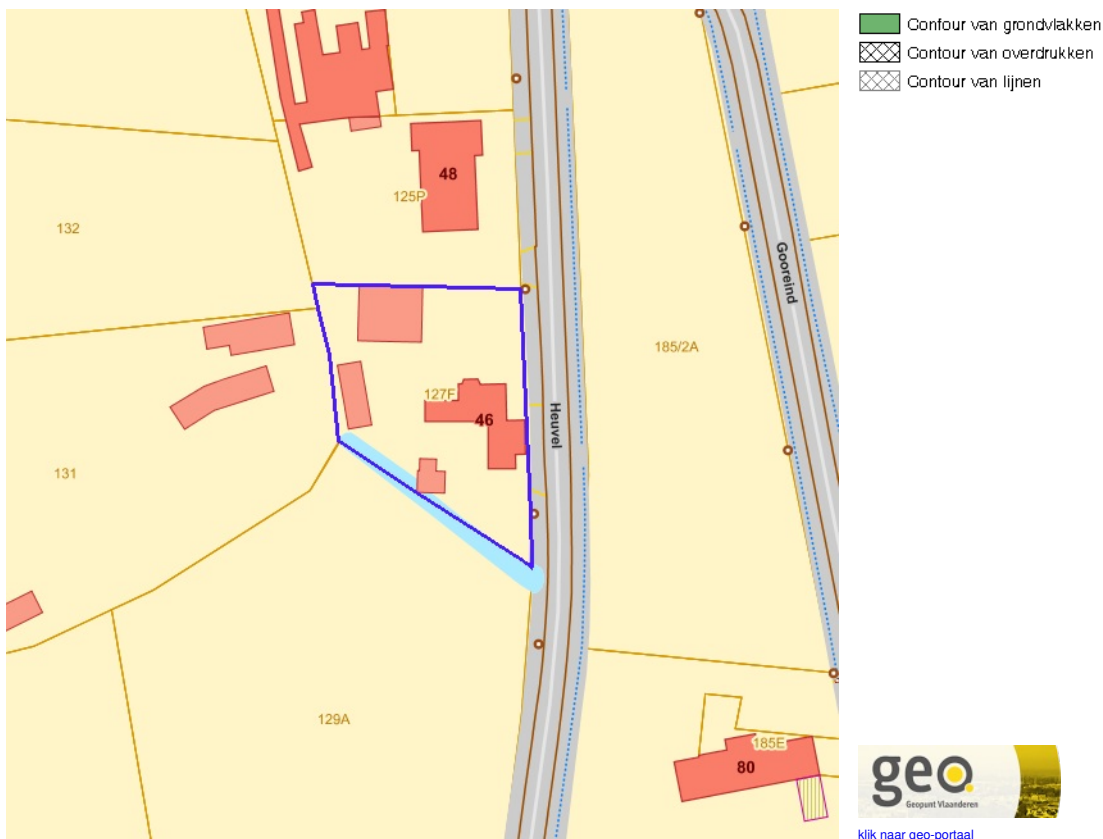 Contour van grondvlakken
Contour van overdrukken
Contour van lijnen
48
125P
132
Gooreind
185/2A
127F
46
Heuvel
131
129A
185E
80
geo
Geopunt Vlaanderen
klik naar geo-portaal